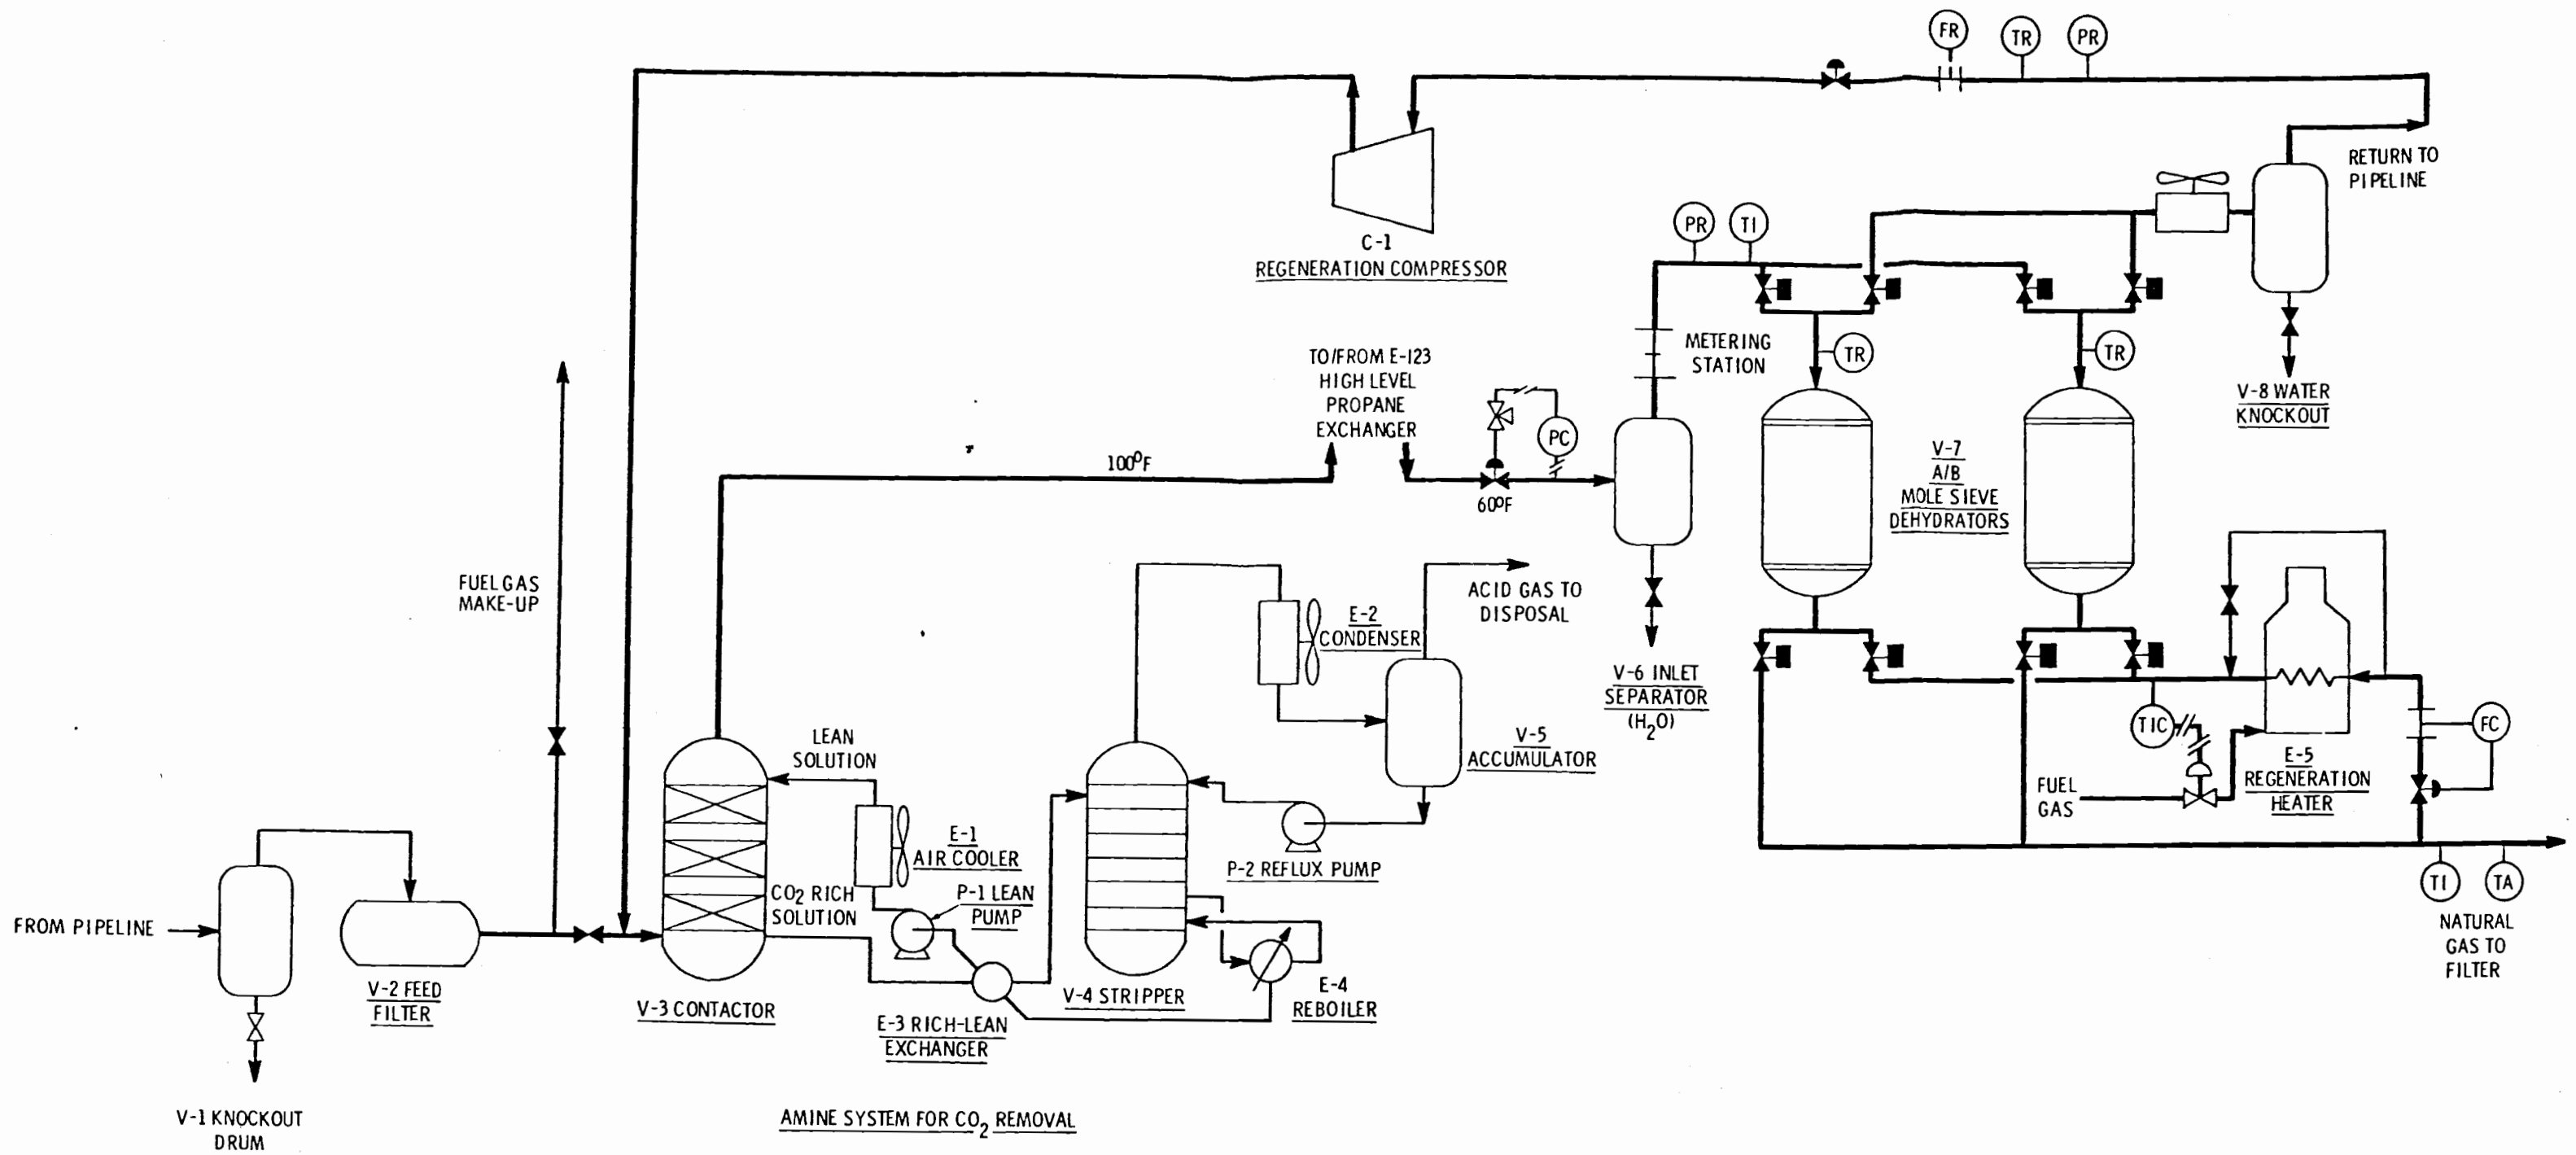 FR
TR
PR
RETURN TO
PIPELINE
C-1
REGENERATION COMPRESSOR
PR
TI
METERING
STATION
TR
TR
V-8 WATER
KNOCKOUT
TO/FROM E-123
HIGH LEVEL
PROPANE
EXCHANGER
PC
100°F
60°F
V-7
A/B
MOLE SIEVE
DEHYDRATORS
FUEL GAS
MAKE-UP
ACID GAS TO
DISPOSAL
E-2
CONDENSER
V-6 INLET
SEPARATOR
(H2O)
LEAN
SOLUTION
V-5
ACCUMULATOR
TIC
FC
E-5
REGENERATION
HEATER
FUEL
GAS
E-1
AIR COOLER
P-2 REFLUX PUMP
CO2 RICH
SOLUTION
P-1 LEAN
PUMP
TI
TA
NATURAL
GAS TO
FILTER
FROM PIPELINE
V-2 FEED
FILTER
V-3 CONTACTOR
V-4 STRIPPER
E-4
REBOILER
E-3 RICH-LEAN
EXCHANGER
V-1 KNOCKOUT
DRUM
AMINE SYSTEM FOR CO2 REMOVAL